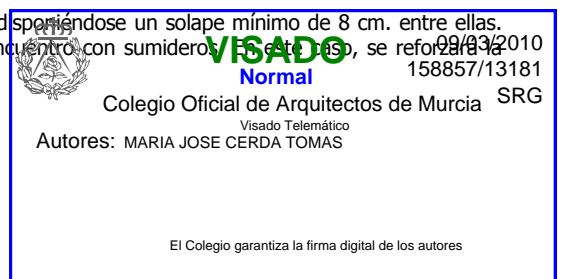 disponiéndose un solape mínimo de 8 cm. entre ellas.
ncuentro con sumideros. En este caso, se reforzará la
VISADO
09/03/2010
Normal
158857/13181
Colegio Oficial de Arquitectos de Murcia
SRG
Visado Telemático
Autores: MARIA JOSE CERDA TOMAS
El Colegio garantiza la firma digital de los autores